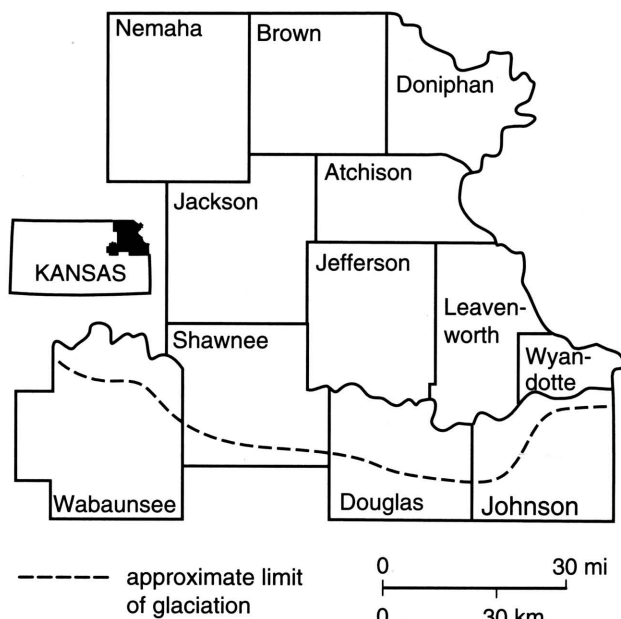 Nemaha
Brown
Doniphan
Atchison
Jackson
KANSAS
Jefferson
Leaven-
worth
Shawnee
Wyan-
dotte
Wabaunsee
Douglas
Johnson
approximate limit
of glaciation
0 30 mi
0 30 km